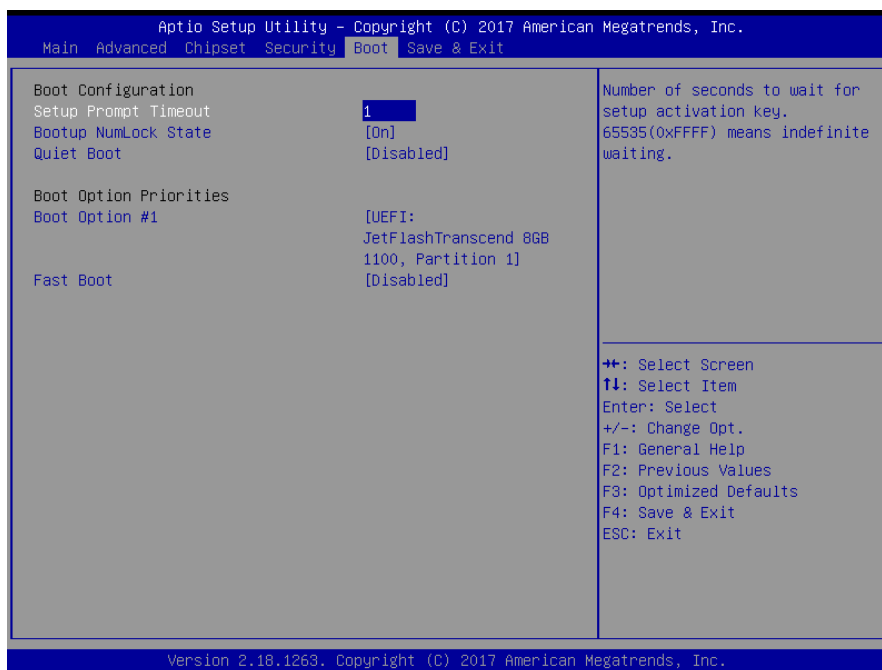 Aptio Setup Utility – Copyright (C) 2017 American Megatrends, Inc.
Main Advanced Chipset Security Boot Save & Exit
Boot Configuration
Setup Prompt Timeout 1
Bootup NumLock State [On]
Quiet Boot [Disabled]
Boot Option Priorities
Boot Option #1 [UEFI:
JetFlashTranscend 8GB
1100, Partition 1]
Fast Boot [Disabled]
Number of seconds to wait for
setup activation key.
65535(0xFFFF) means indefinite
waiting.
→←: Select Screen
↑↓: Select Item
Enter: Select
+/-: Change Opt.
F1: General Help
F2: Previous Values
F3: Optimized Defaults
F4: Save & Exit
ESC: Exit
Version 2.18.1263. Copyright (C) 2017 American Megatrends, Inc.